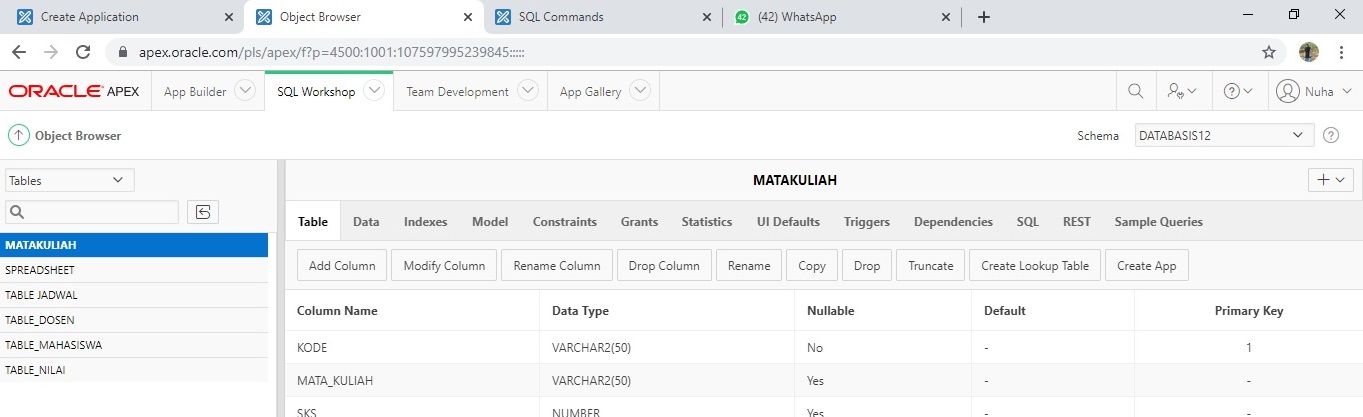 Create Application Object Browser SQL Commands 42 (42) WhatsApp
apex.oracle.com/pls/apex/f?p=4500:1001:107597995239845:::::
ORACLE APEX App Builder SQL Workshop Team Development App Gallery Nuha
Object Browser Schema DATABASIS12
Tables
MATAKULIAH
Table Data Indexes Model Constraints Grants Statistics UI Defaults Triggers Dependencies SQL REST Sample Queries
MATAKULIAH
SPREADSHEET
TABLE JADWAL
TABLE_DOSEN
TABLE_MAHASISWA
TABLE_NILAI
Add Column Modify Column Rename Column Drop Column Rename Copy Drop Truncate Create Lookup Table Create App
Column Name Data Type Nullable Default Primary Key
KODE VARCHAR2(50) No - 1
MATA_KULIAH VARCHAR2(50) Yes - -
SKS NUMBER Yes - -